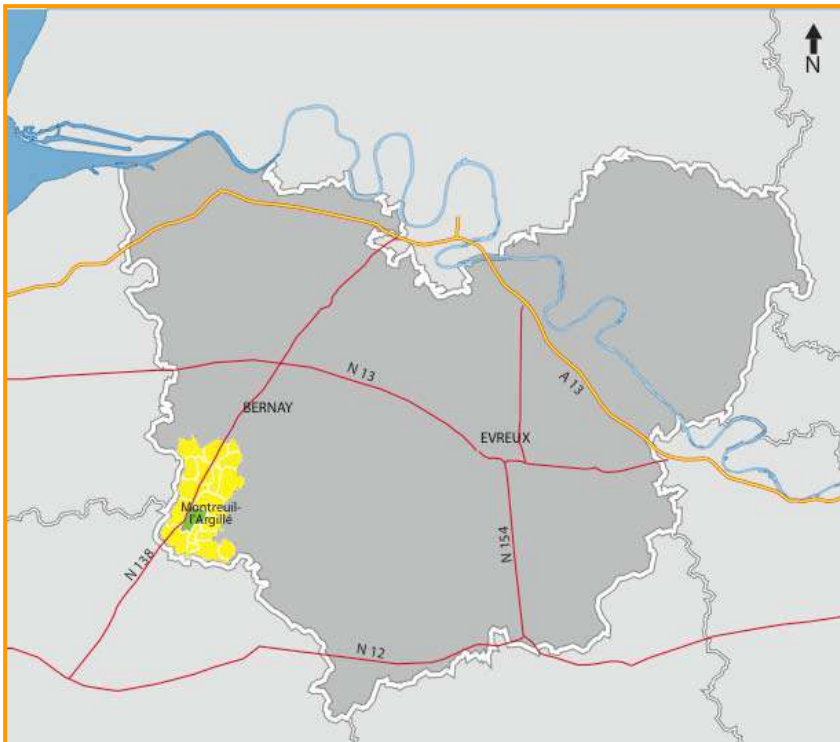 N
N 13
A 13
BERNAY
EVREUX
Montreuil-
l'Argillé
N 154
N 138
N 12